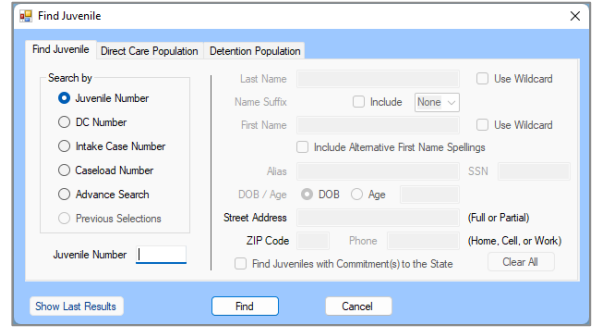 Find Juvenile
Find Juvenile Direct Care Population Detention Population
Search by
Juvenile Number
DC Number
Intake Case Number
Caseload Number
Advance Search
Previous Selections
Juvenile Number
Last Name Use Wildcard
Name Suffix Include None
First Name Use Wildcard
Include Alternative First Name Spellings
Alias SSN
DOB / Age DOB Age
Street Address (Full or Partial)
ZIP Code Phone (Home, Cell, or Work)
Find Juveniles with Commitment(s) to the State Clear All
Show Last Results Find Cancel